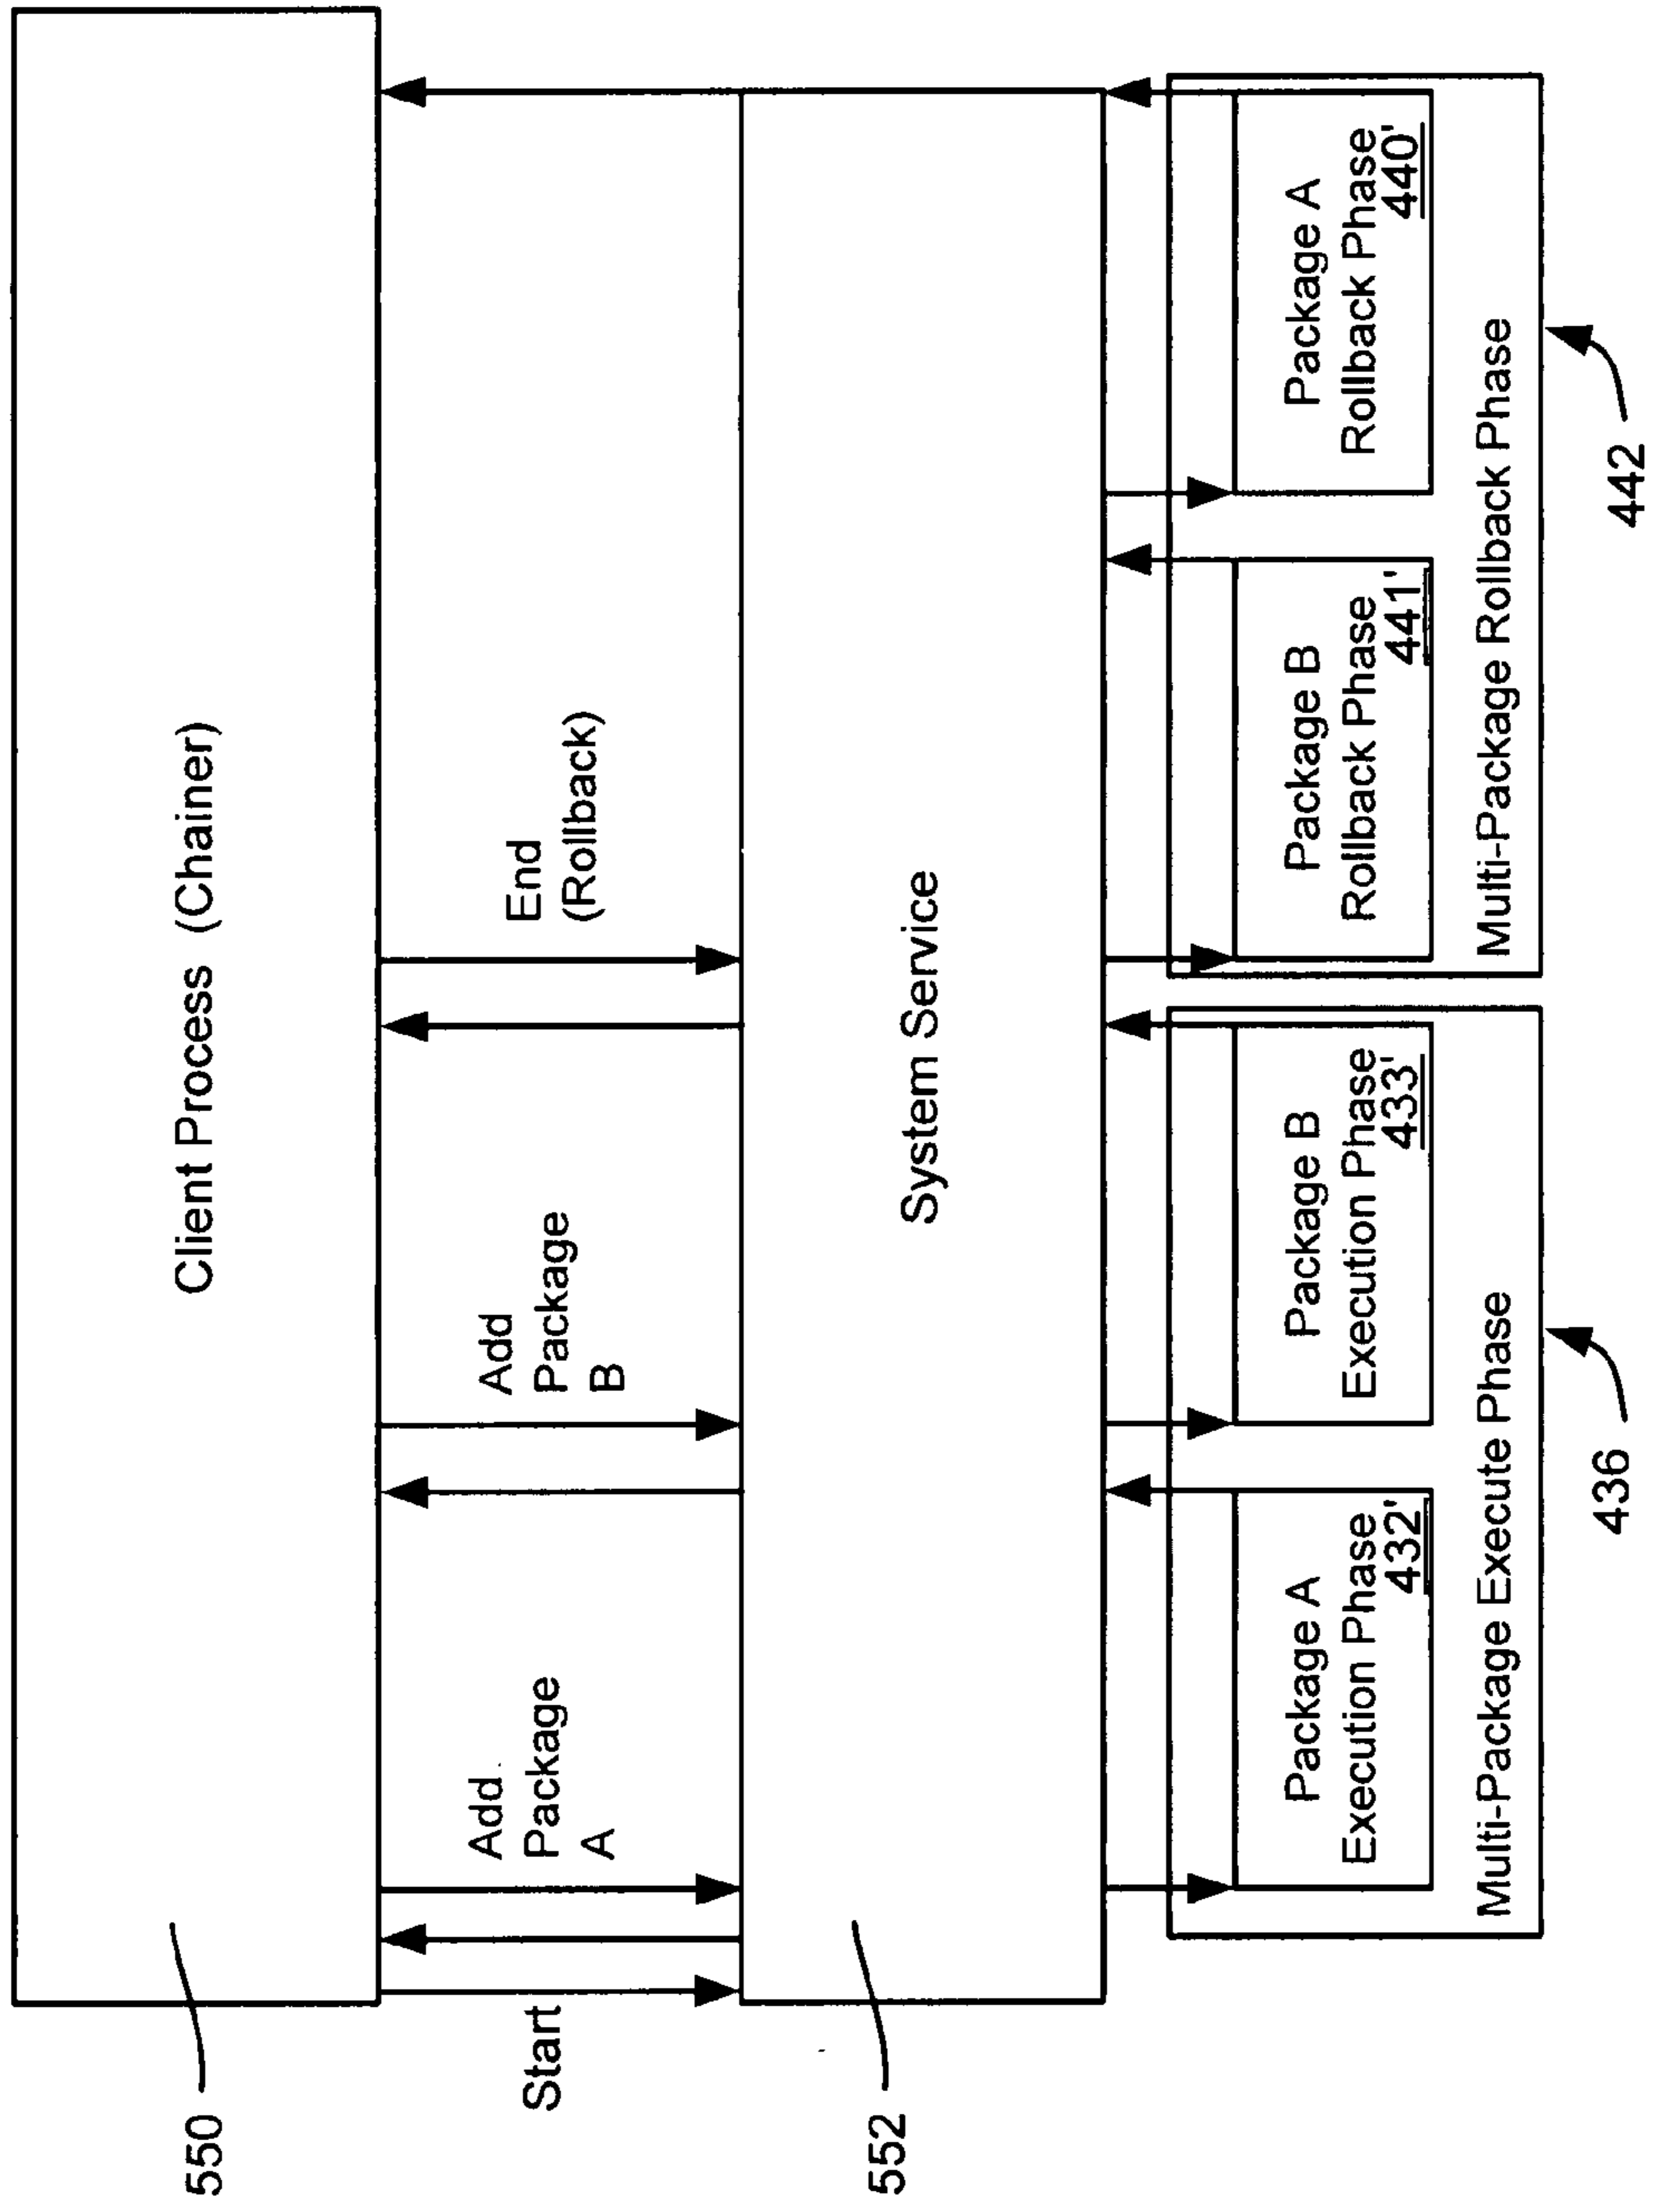 550
Client Process (Chainer)
Start
Add
Package
A
Add
Package
B
End
(Rollback)
552
System Service
Package A
Execution Phase
432'
Package B
Execution Phase
433'
Multi-Package Execute Phase
436
Package B
Rollback Phase
441'
Package A
Rollback Phase
440'
Multi-Package Rollback Phase
442